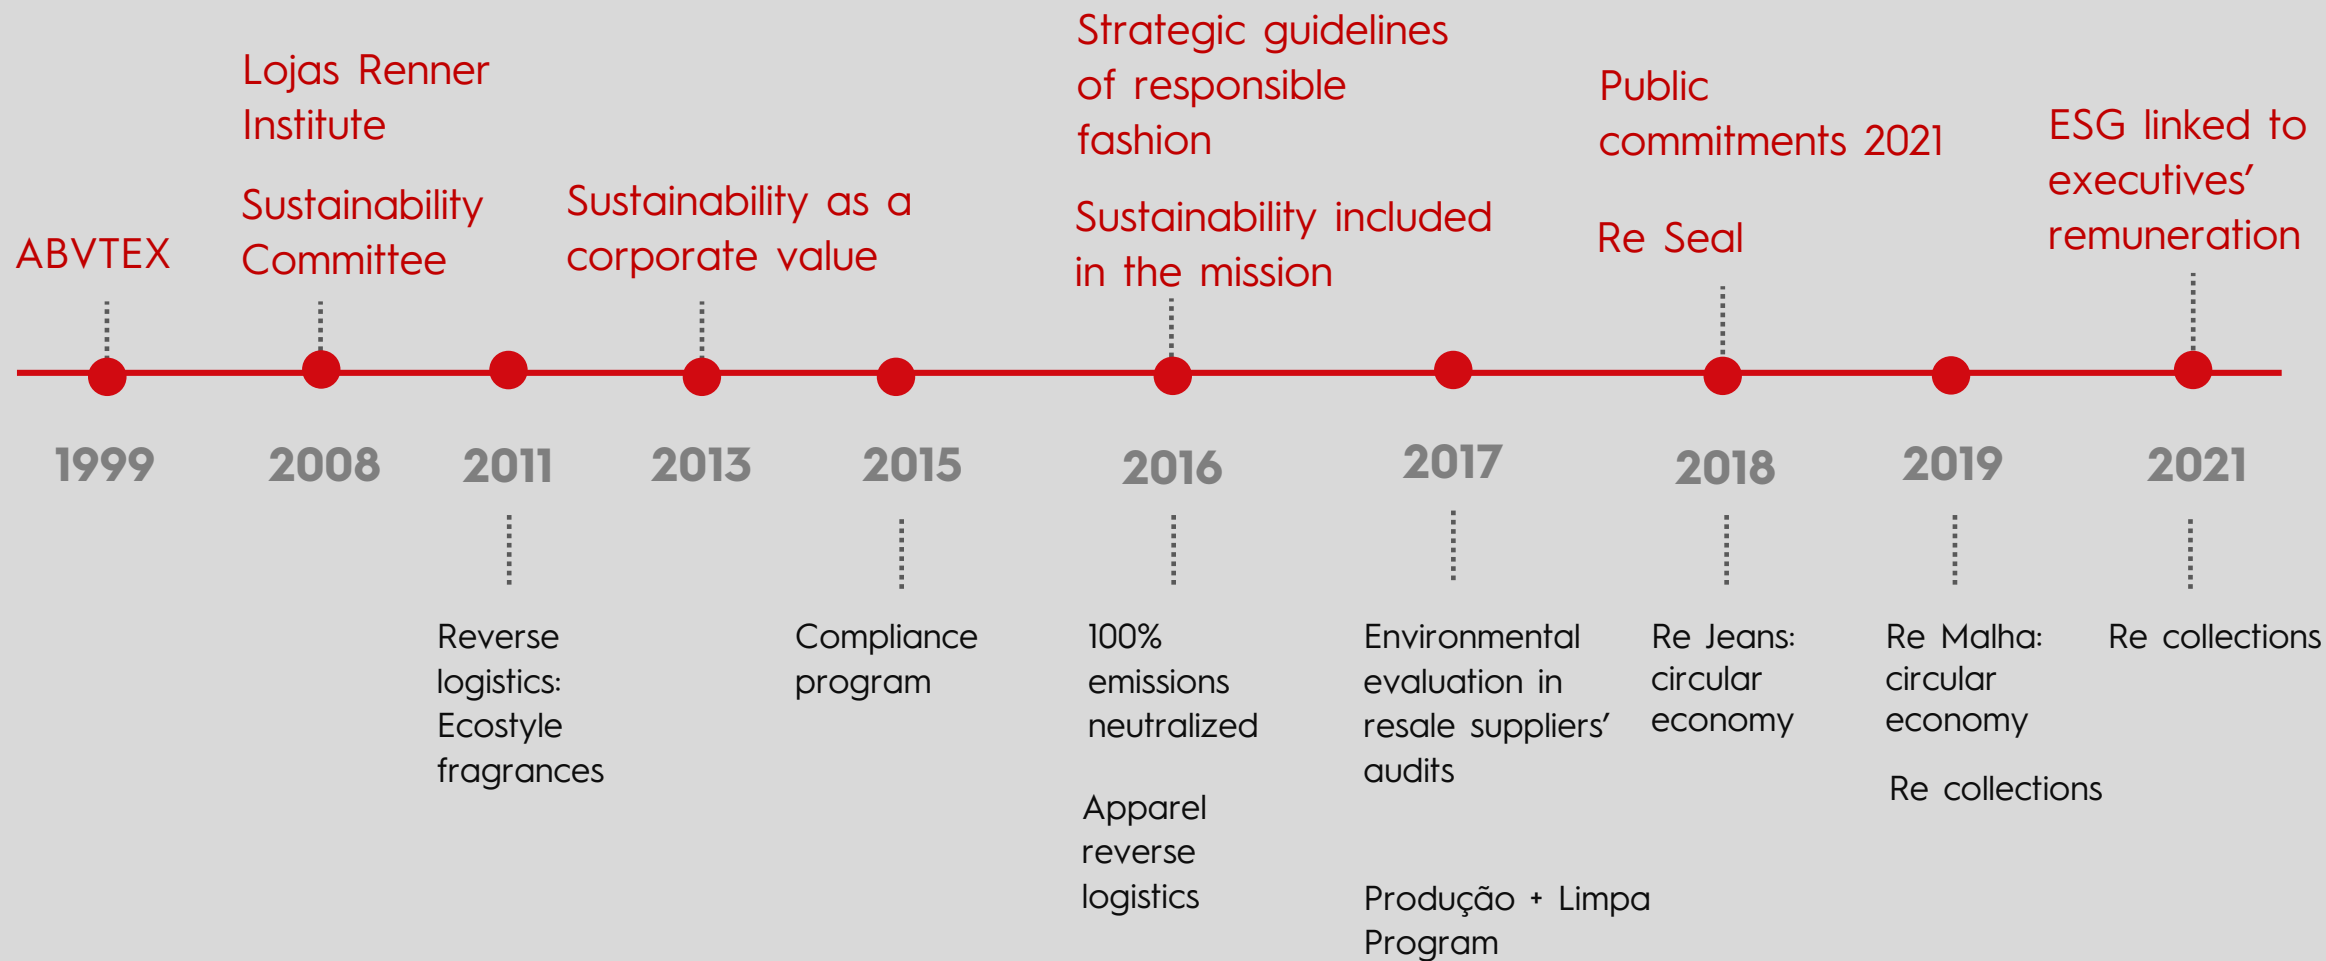 ABVTEX
Lojas Renner
Institute
Sustainability
Committee
Sustainability as a
corporate value
Strategic guidelines
of responsible
fashion
Sustainability included
in the mission
Public
commitments 2021
Re Seal
ESG linked to
executives’
remuneration
1999
2008
2011
2013
2015
2016
2017
2018
2019
2021
Reverse
logistics:
Ecostyle
fragrances
Compliance
program
100%
emissions
neutralized
Apparel
reverse
logistics
Environmental
evaluation in
resale suppliers’
audits
Produção + Limpa
Program
Re Jeans:
circular
economy
Re Malha:
circular
economy
Re collections
Re collections